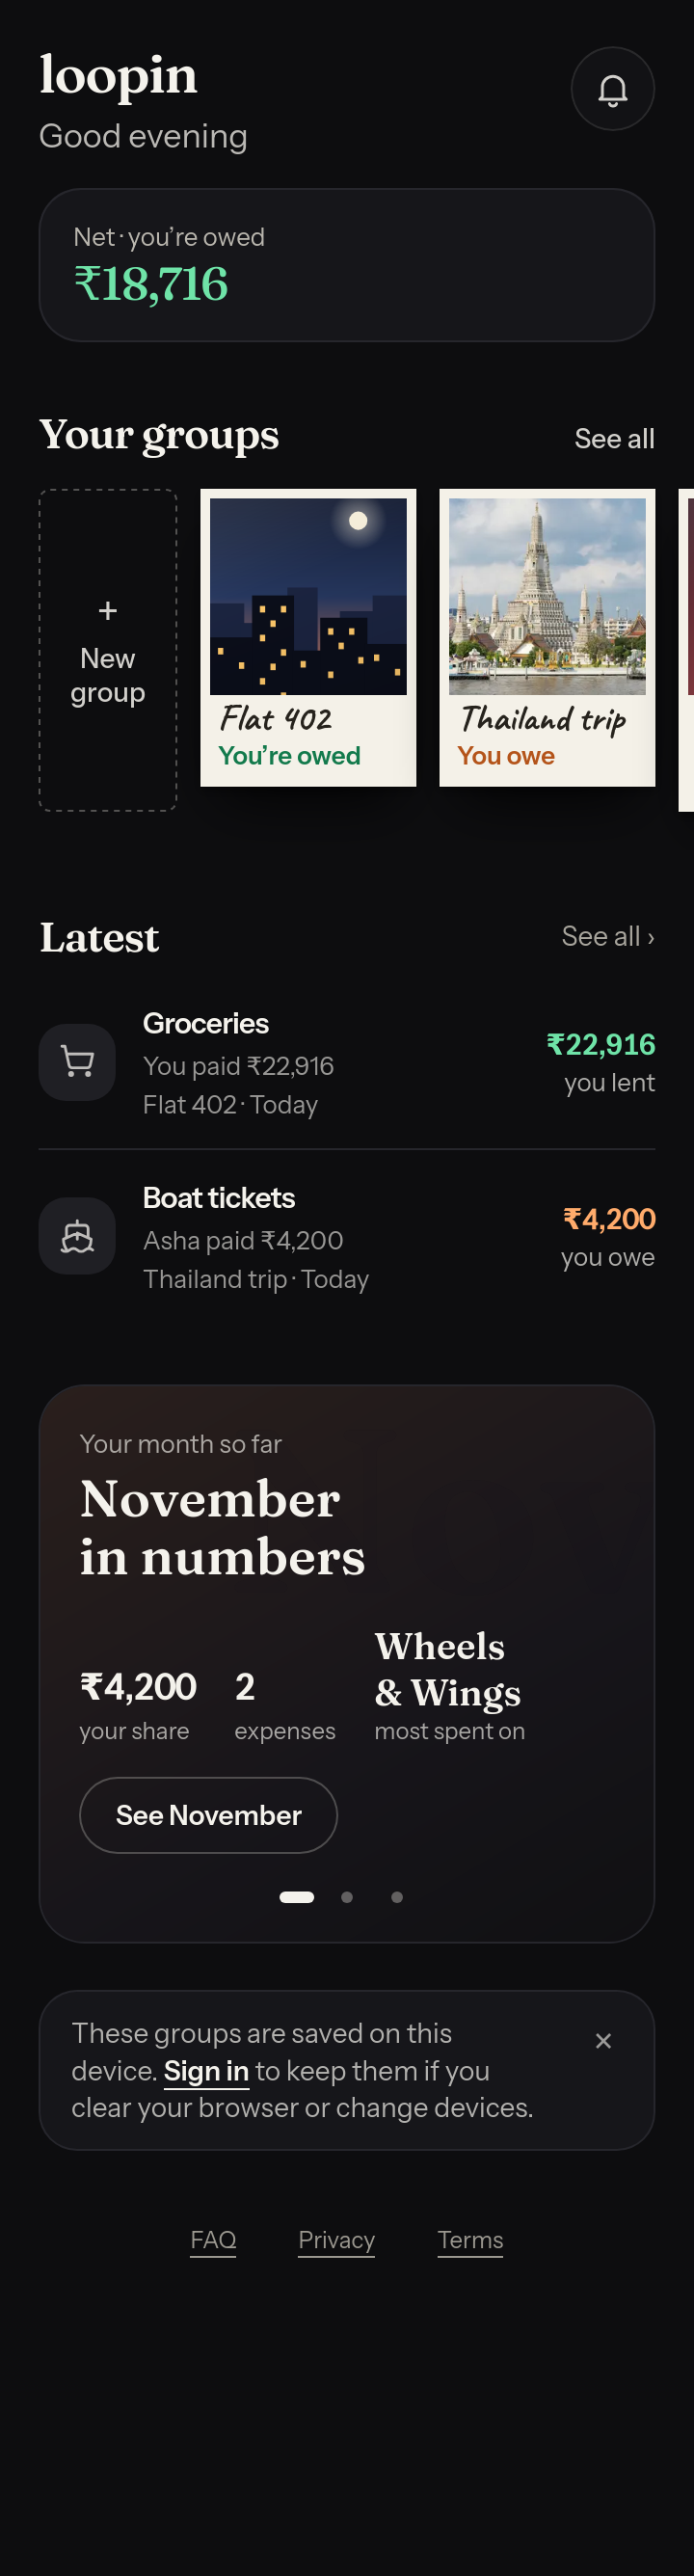 loopin
Good evening
Net · you’re owed
₹18,716
Your groups
See all
+
New
group
Flat 402
You’re owed
Thailand trip
You owe
Latest
See all ›
Groceries
You paid ₹22,916
Flat 402 · Today
₹22,916
you lent
Boat tickets
Asha paid ₹4,200
Thailand trip · Today
₹4,200
you owe
Your month so far
November
in numbers
₹4,200
your share
2
expenses
Wheels
& Wings
most spent on
See November
These groups are saved on this
device. Sign in to keep them if you
clear your browser or change devices.
×
FAQ
Privacy
Terms